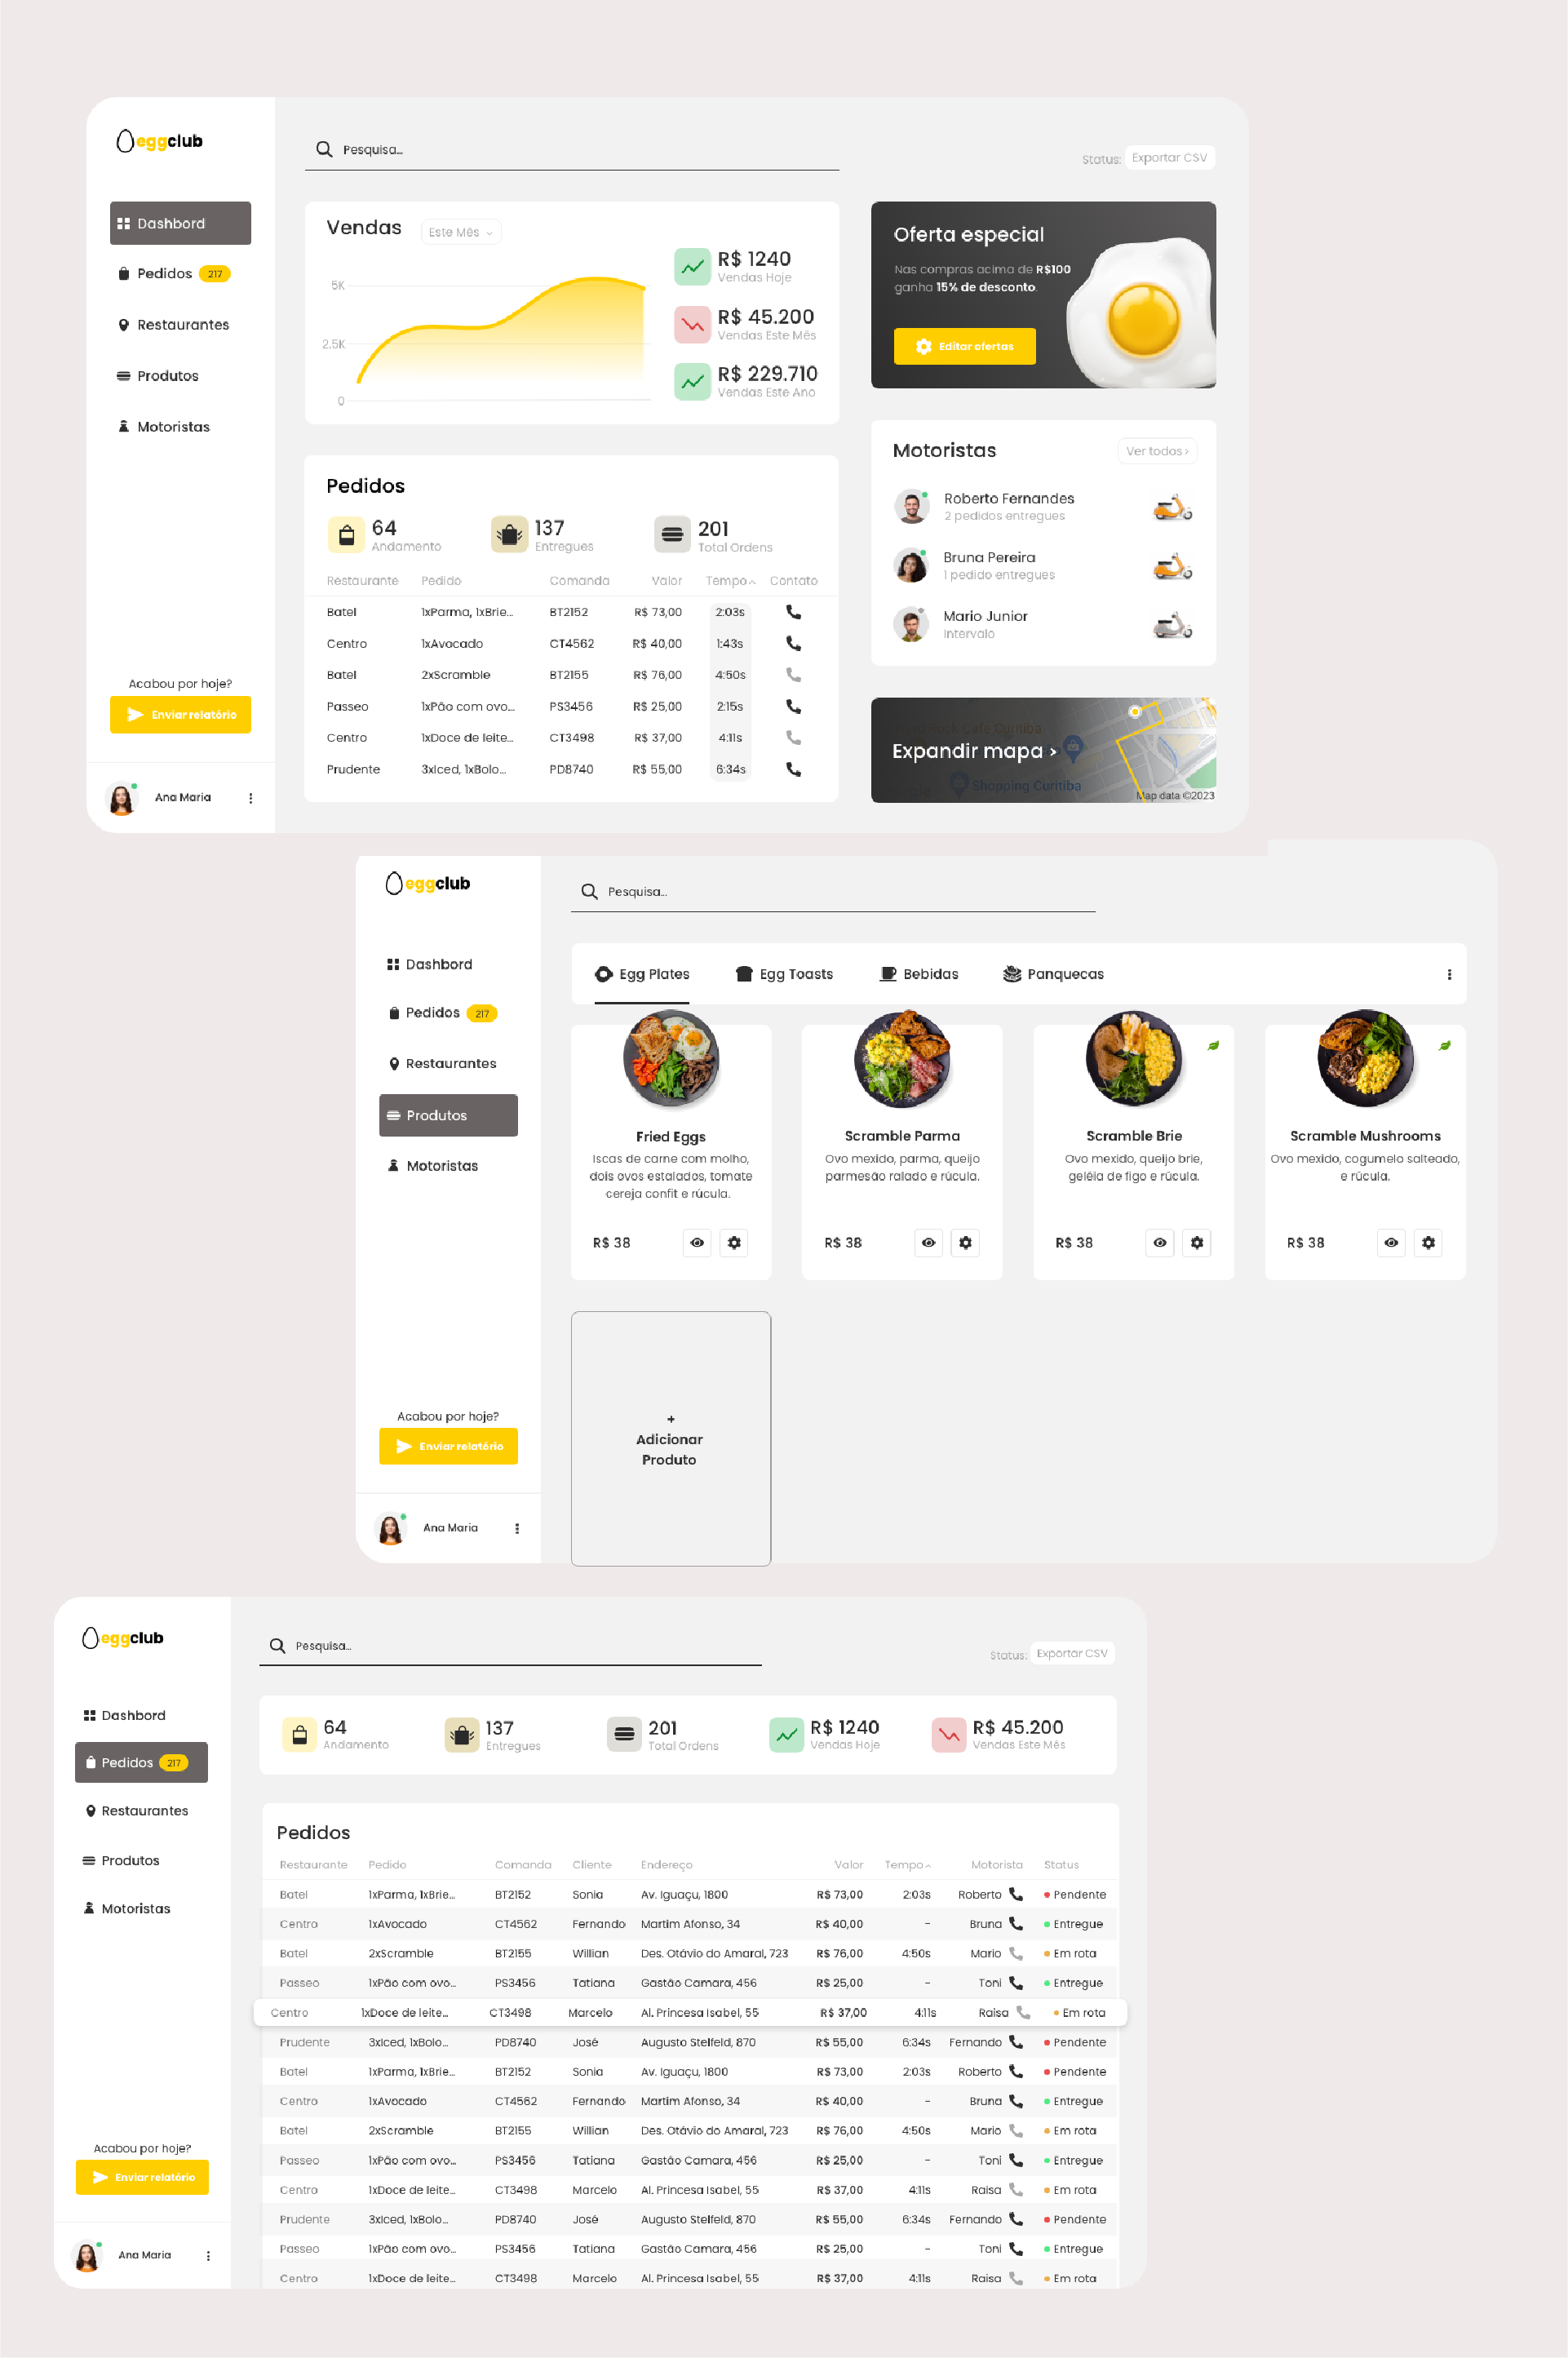 eggclub
Pesquisa...
Status: Exportar CSV
Dashbord
Pedidos 217
Restaurantes
Produtos
Motoristas
Acabou por hoje?
Enviar relatório
Ana Maria
Vendas Este Mês
5K
2.5K
0
R$ 1240
Vendas Hoje
R$ 45.200
Vendas Este Mês
R$ 229.710
Vendas Este Ano
Oferta especial
Nas compras acima de R$100
ganha 15% de desconto.
Editar ofertas
Pedidos
64
Andamento
137
Entregues
201
Total Ordens
Restaurante Pedido Comanda Valor Tempo Contato
Batel 1xParma, 1xBrie... BT2152 R$ 73,00 2:03s
Centro 1xAvocado CT4562 R$ 40,00 1:43s
Batel 2xScramble BT2155 R$ 76,00 4:50s
Passeo 1xPão com ovo... PS3456 R$ 25,00 2:15s
Centro 1xDoce de leite... CT3498 R$ 37,00 4:11s
Prudente 3xIced, 1xBolo... PD8740 R$ 55,00 6:34s
Motoristas Ver todos >
Roberto Fernandes
2 pedidos entregues
Bruna Pereira
1 pedido entregues
Mario Junior
Intervalo
Cafe Curitiba
Expandir mapa >
Shopping Curitiba
Map data ©2023
eggclub
Pesquisa...
Dashbord
Pedidos 217
Restaurantes
Produtos
Motoristas
Acabou por hoje?
Enviar relatório
Ana Maria
Egg Plates Egg Toasts Bebidas Panquecas
Fried Eggs
Iscas de carne com molho,
dois ovos estalados, tomate
cereja confit e rúcula.
R$ 38
Scramble Parma
Ovo mexido, parma, queijo
parmesão ralado e rúcula.
R$ 38
Scramble Brie
Ovo mexido, queijo brie,
geléia de figo e rúcula.
R$ 38
Scramble Mushrooms
Ovo mexido, cogumelo salteado,
e rúcula.
R$ 38
+
Adicionar
Produto
eggclub
Pesquisa...
Status: Exportar CSV
Dashbord
Pedidos 217
Restaurantes
Produtos
Motoristas
Acabou por hoje?
Enviar relatório
Ana Maria
64
Andamento
137
Entregues
201
Total Ordens
R$ 1240
Vendas Hoje
R$ 45.200
Vendas Este Mês
Pedidos
Restaurante Pedido Comanda Cliente Endereço Valor Tempo Motorista Status
Batel 1xParma, 1xBrie... BT2152 Sonia Av. Iguaçu, 1800 R$ 73,00 2:03s Roberto Pendente
Centro 1xAvocado CT4562 Fernando Martim Afonso, 34 R$ 40,00 - Bruna Entregue
Batel 2xScramble BT2155 Willian Des. Otávio do Amaral, 723 R$ 76,00 4:50s Mario Em rota
Passeo 1xPão com ovo... PS3456 Tatiana Gastão Camara, 456 R$ 25,00 - Toni Entregue
Centro 1xDoce de leite... CT3498 Marcelo Al. Princesa Isabel, 55 R$ 37,00 4:11s Raisa Em rota
Prudente 3xIced, 1xBolo... PD8740 José Augusto Stelfeld, 870 R$ 55,00 6:34s Fernando Pendente
Batel 1xParma, 1xBrie... BT2152 Sonia Av. Iguaçu, 1800 R$ 73,00 2:03s Roberto Pendente
Centro 1xAvocado CT4562 Fernando Martim Afonso, 34 R$ 40,00 - Bruna Entregue
Batel 2xScramble BT2155 Willian Des. Otávio do Amaral, 723 R$ 76,00 4:50s Mario Em rota
Passeo 1xPão com ovo... PS3456 Tatiana Gastão Camara, 456 R$ 25,00 - Toni Entregue
Centro 1xDoce de leite... CT3498 Marcelo Al. Princesa Isabel, 55 R$ 37,00 4:11s Raisa Em rota
Prudente 3xIced, 1xBolo... PD8740 José Augusto Stelfeld, 870 R$ 55,00 6:34s Fernando Pendente
Passeo 1xPão com ovo... PS3456 Tatiana Gastão Camara, 456 R$ 25,00 - Toni Entregue
Centro 1xDoce de leite... CT3498 Marcelo Al. Princesa Isabel, 55 R$ 37,00 4:11s Raisa Em rota